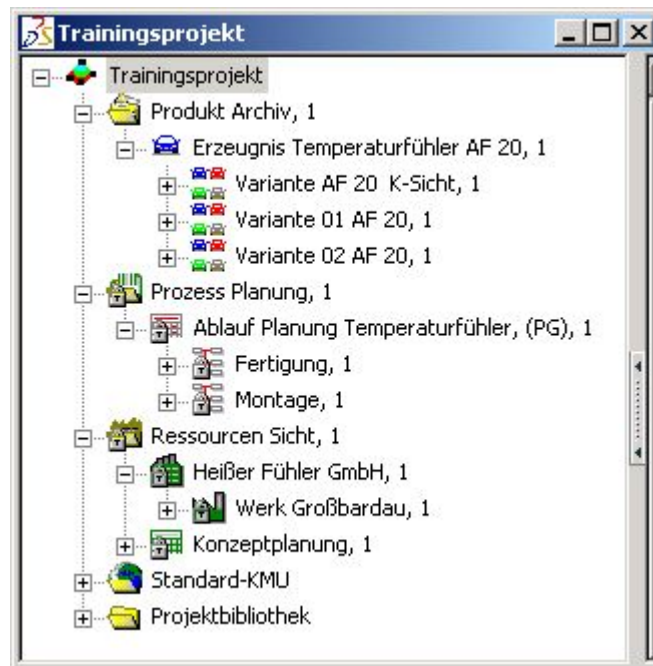 Trainingsprojekt
Trainingsprojekt
Produkt Archiv, 1
Erzeugnis Temperaturfühler AF 20, 1
Variante AF 20 K-Sicht, 1
Variante 01 AF 20, 1
Variante 02 AF 20, 1
Prozess Planung, 1
Ablauf Planung Temperaturfühler, (PG), 1
Fertigung, 1
Montage, 1
Ressourcen Sicht, 1
Heißer Fühler GmbH, 1
Werk Großbardau, 1
Konzeptplanung, 1
Standard-KMU
Projektbibliothek